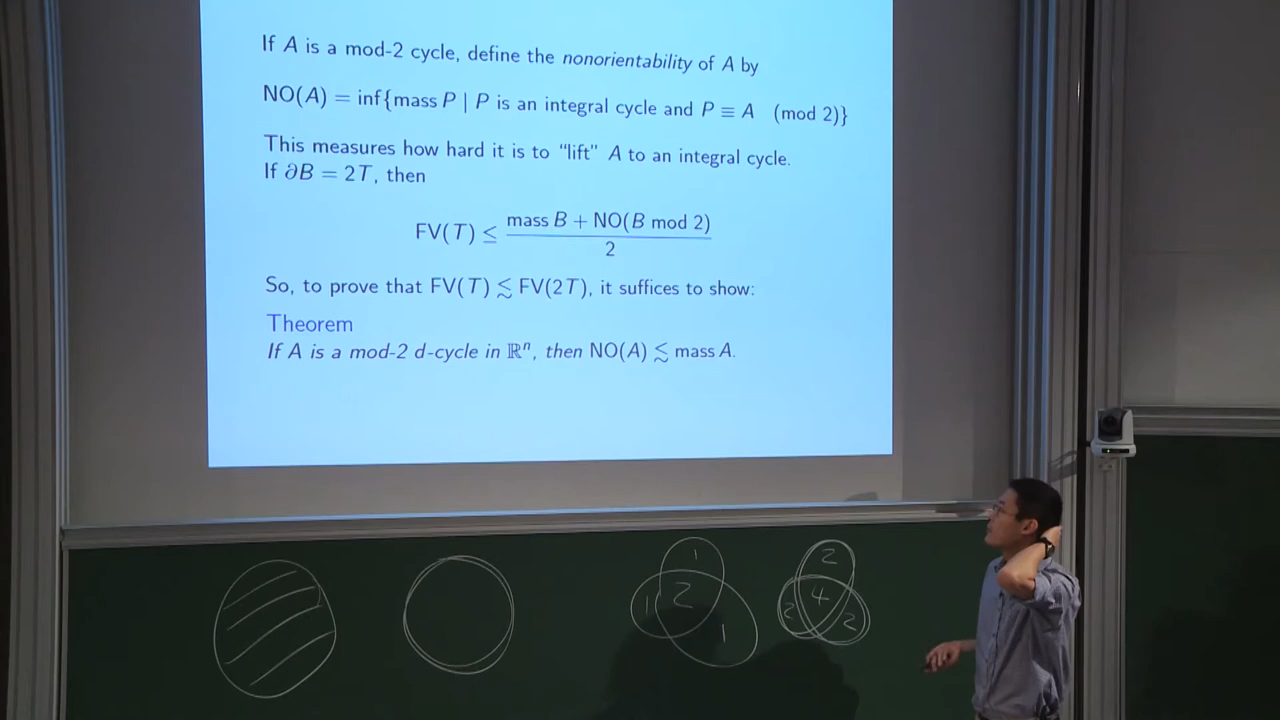 If A is a mod-2 cycle, define the nonorientability of A by
NO(A) = inf{mass P | P is an integral cycle and P ≡ A (mod 2)}
This measures how hard it is to "lift" A to an integral cycle.
If ∂B = 2T, then
FV(T) ≤ (mass B + NO(B mod 2)) / 2
So, to prove that FV(T) ≲ FV(2T), it suffices to show:
Theorem
If A is a mod-2 d-cycle in ℝⁿ, then NO(A) ≲ mass A.
1
2
1
1
2
4
2
2